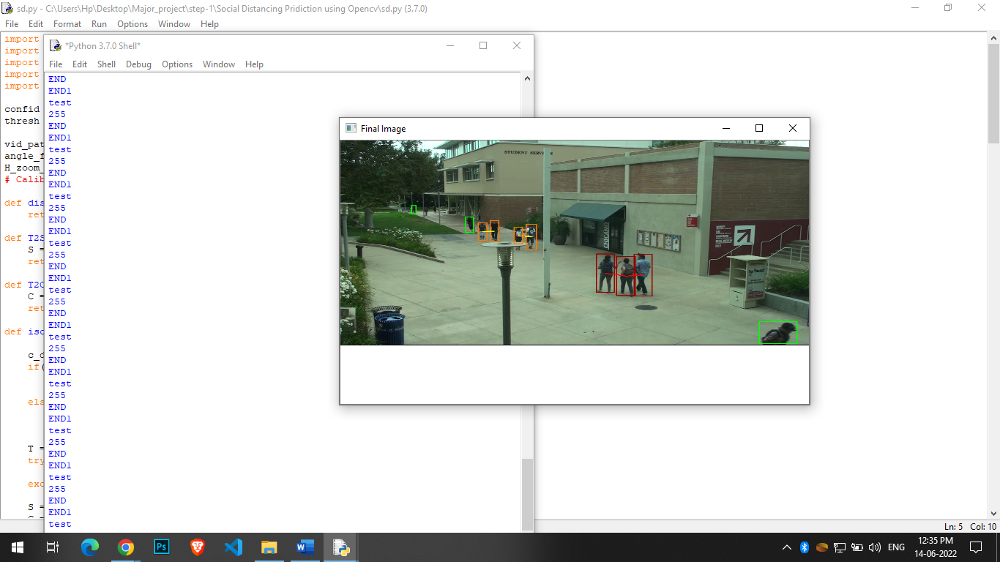 sd.py - C:\Users\Hp\Desktop\Major_project\step-1\Social Distancing Pridiction using Opencv\sd.py (3.7.0)
File Edit Format Run Options Window Help
import
import
import
import
import
confid
thresh
vid_pat
angle_f
H_zoom_
# Calib
def dis
ret
def T2S
S =
ret
def T2C
C =
ret
def iso
c_c
if(
els
T =
try
exc
S =
*Python 3.7.0 Shell*
File Edit Shell Debug Options Window Help
END
END1
test
255
END
END1
test
255
END
END1
test
255
END
END1
test
255
END
END1
test
255
END
END1
test
255
END
END1
test
255
END
END1
test
255
END
END1
test
255
END
END1
test
Final Image
STUDENT SERVICES
CHICANO
Ln: 5 Col: 10
Ps
W
ENG
12:35 PM
14-06-2022